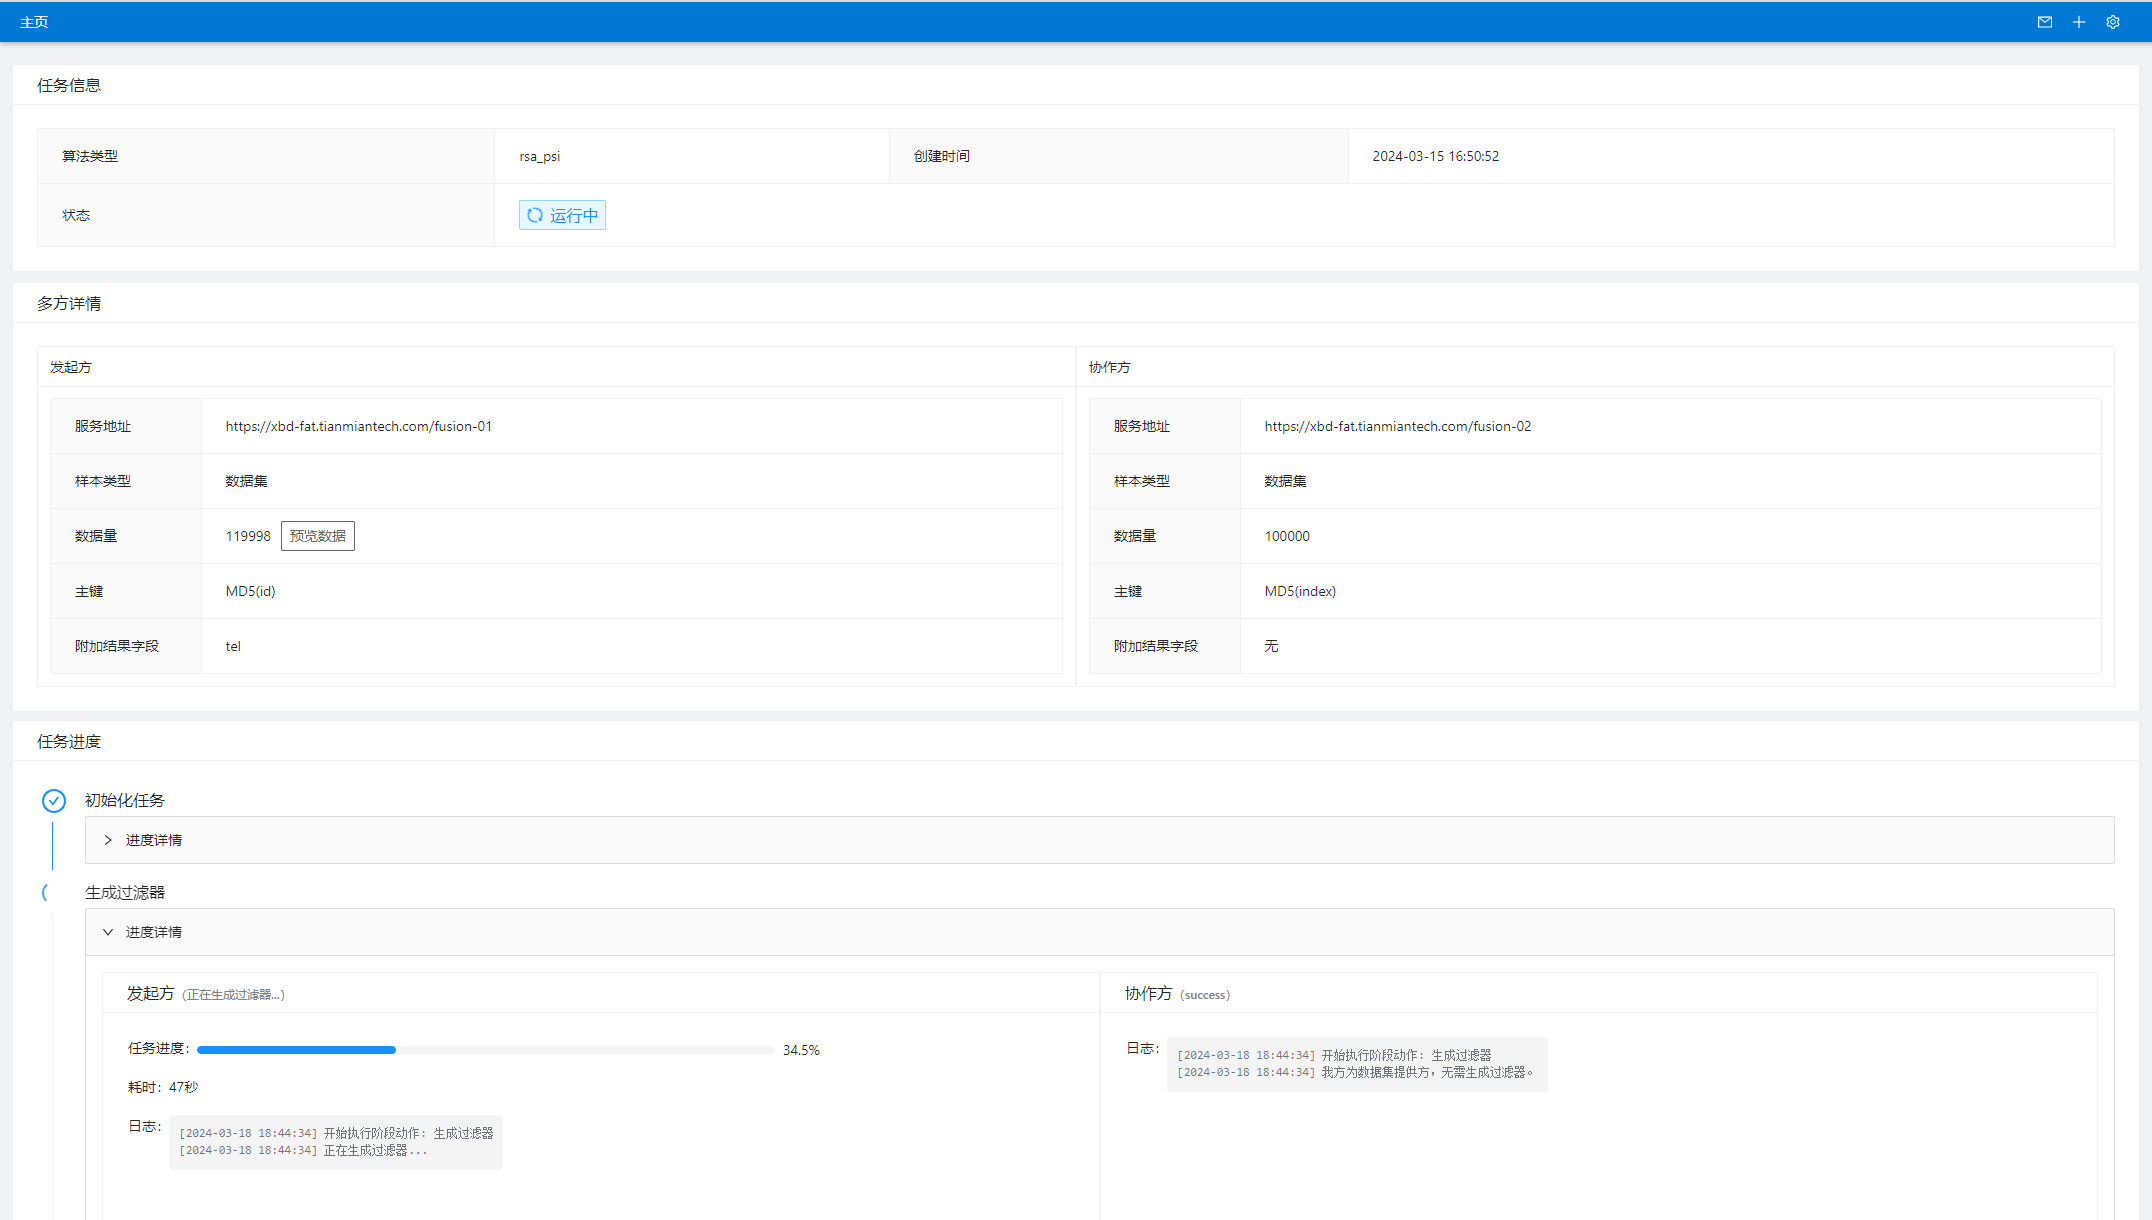 主页
任务信息
算法类型
rsa_psi
创建时间
2024-03-15 16:50:52
状态
运行中
多方详情
发起方
服务地址
https://xbd-fat.tianmiantech.com/fusion-01
样本类型
数据集
数据量
119998
预览数据
主键
MD5(id)
附加结果字段
tel
协作方
服务地址
https://xbd-fat.tianmiantech.com/fusion-02
样本类型
数据集
数据量
100000
主键
MD5(index)
附加结果字段
无
任务进度
初始化任务
进度详情
生成过滤器
进度详情
发起方 (正在生成过滤器...)
任务进度: 34.5%
耗时: 47秒
日志:
[2024-03-18 18:44:34] 开始执行阶段动作: 生成过滤器
[2024-03-18 18:44:34] 正在生成过滤器...
协作方 (success)
日志:
[2024-03-18 18:44:34] 开始执行阶段动作: 生成过滤器
[2024-03-18 18:44:34] 我方为数据集提供方，无需生成过滤器。